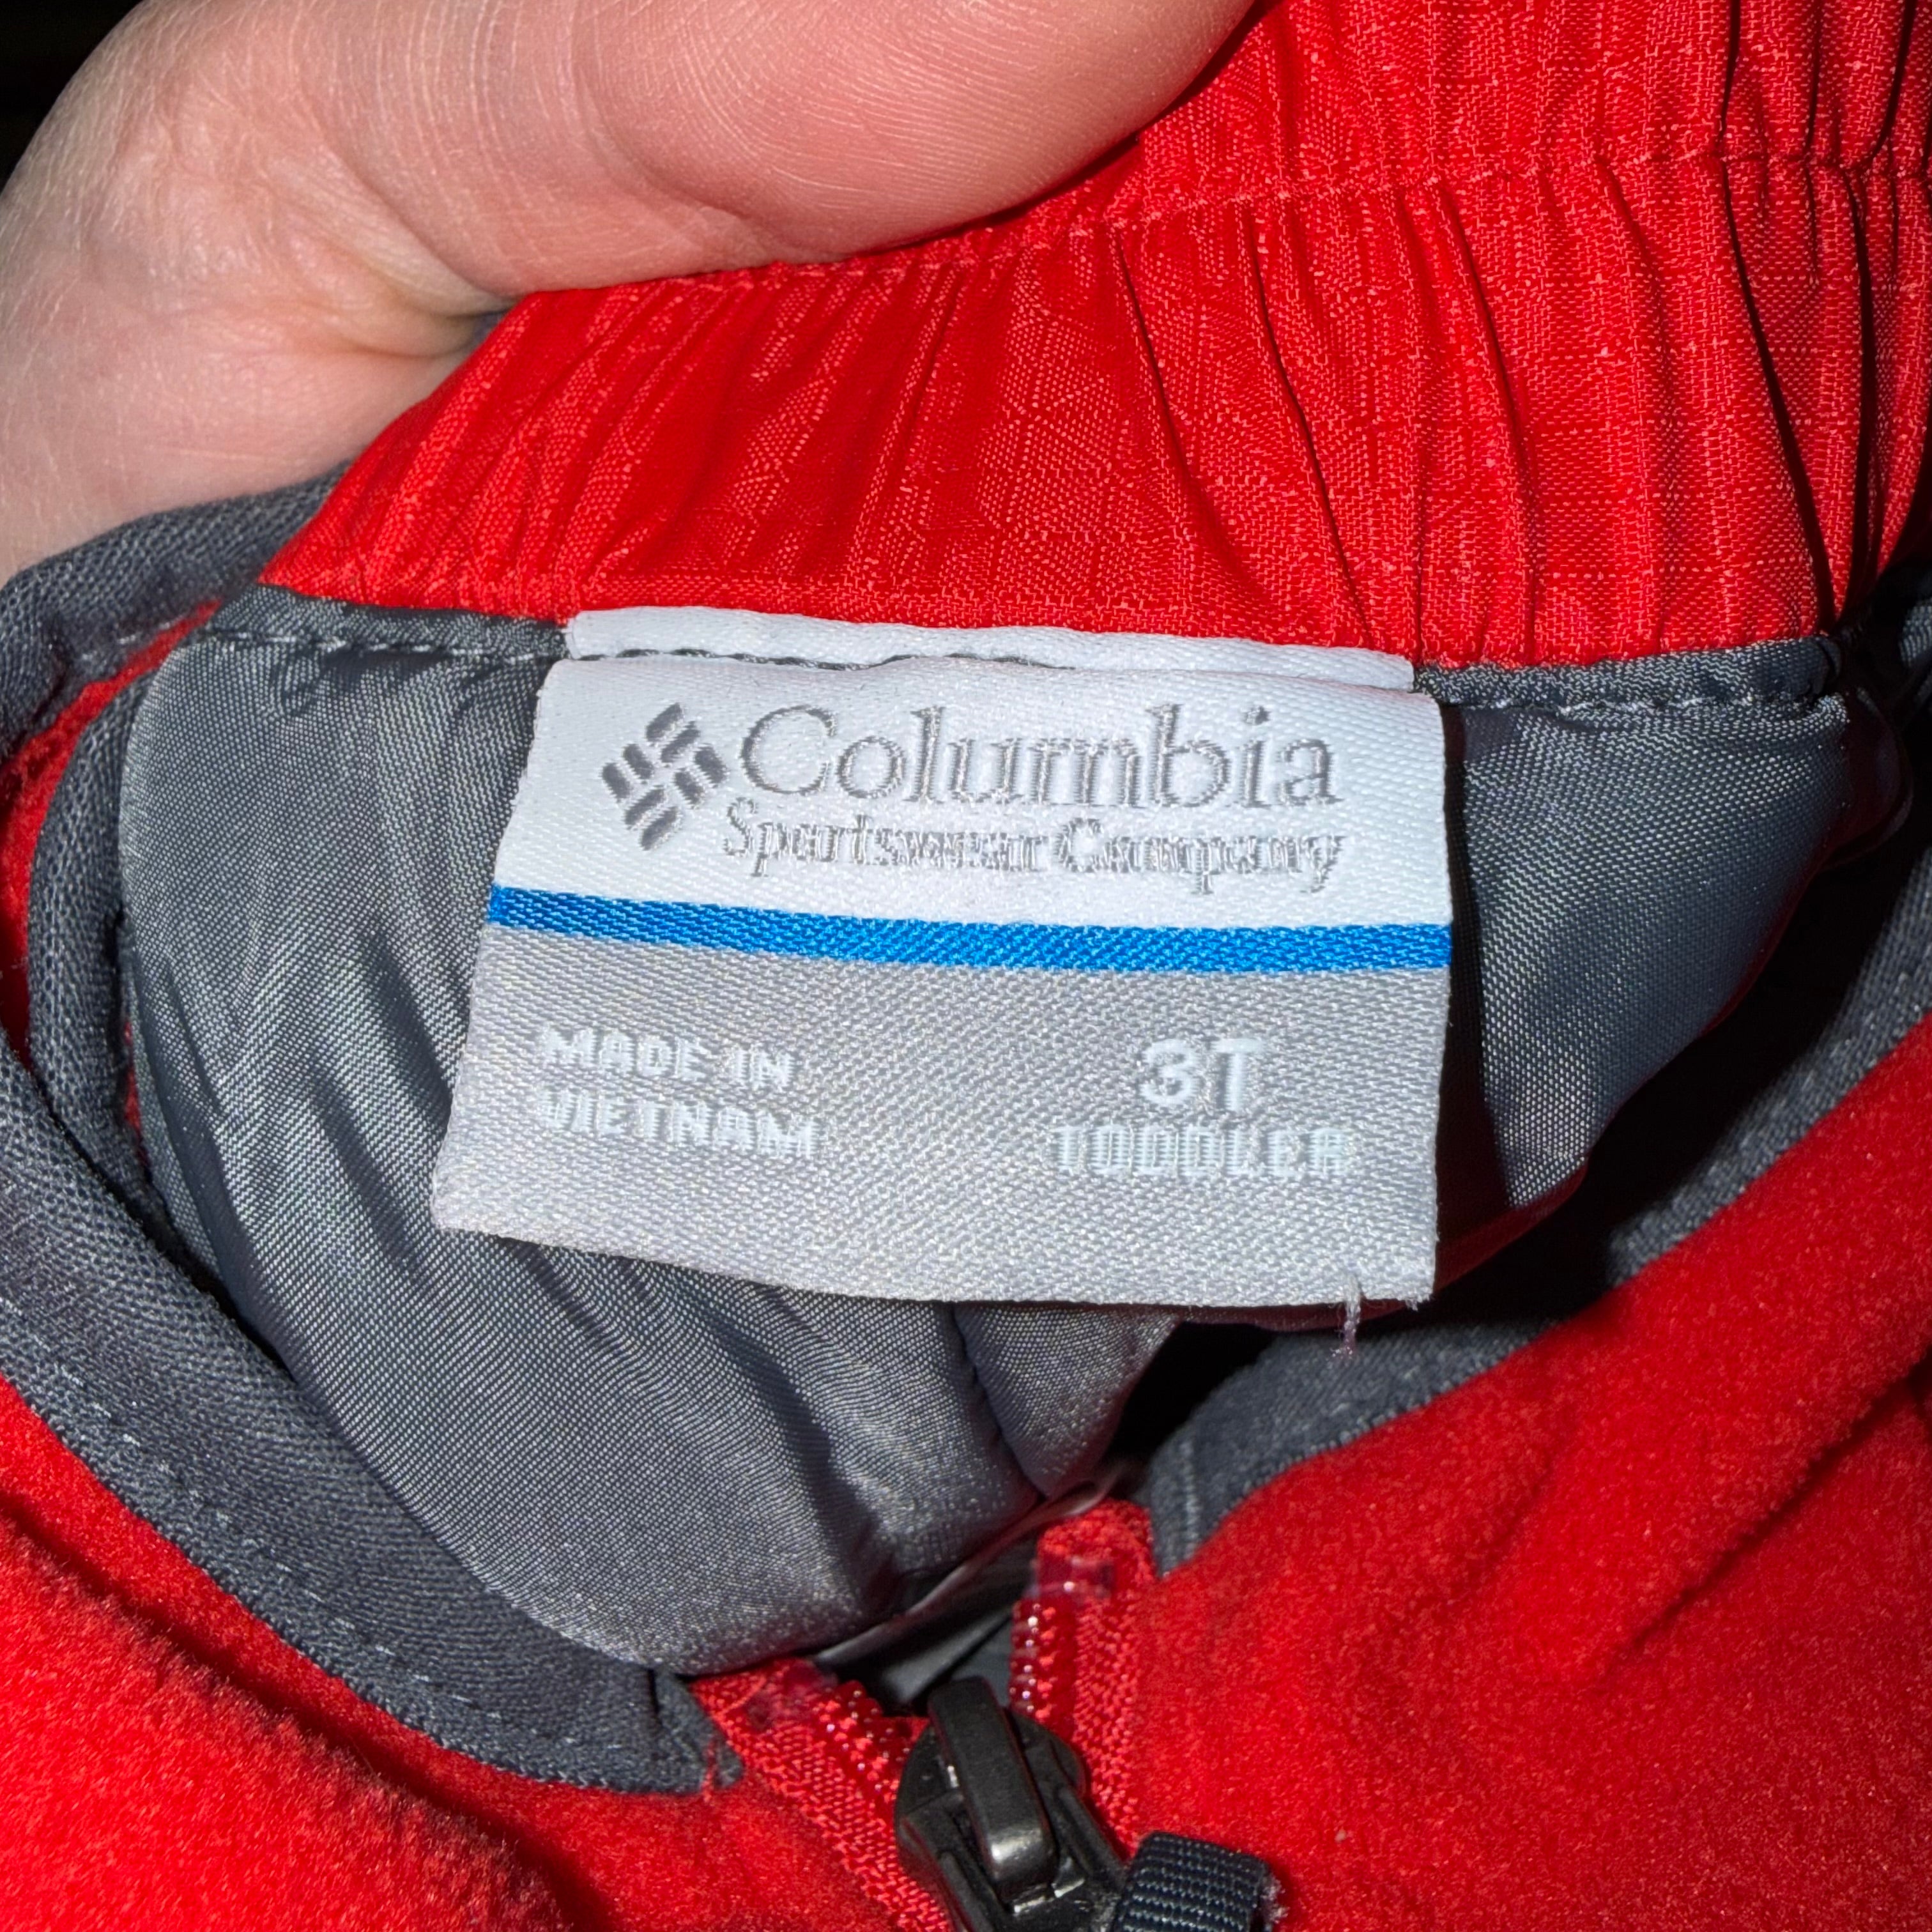 Columbia
Sportswear Company
MADE IN
VIETNAM
3T
TODDLER